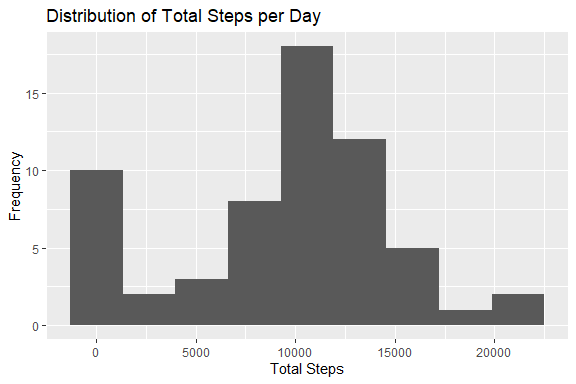 Distribution of Total Steps per Day
15
10
5
0
Frequency
0 5000 10000 15000 20000
Total Steps